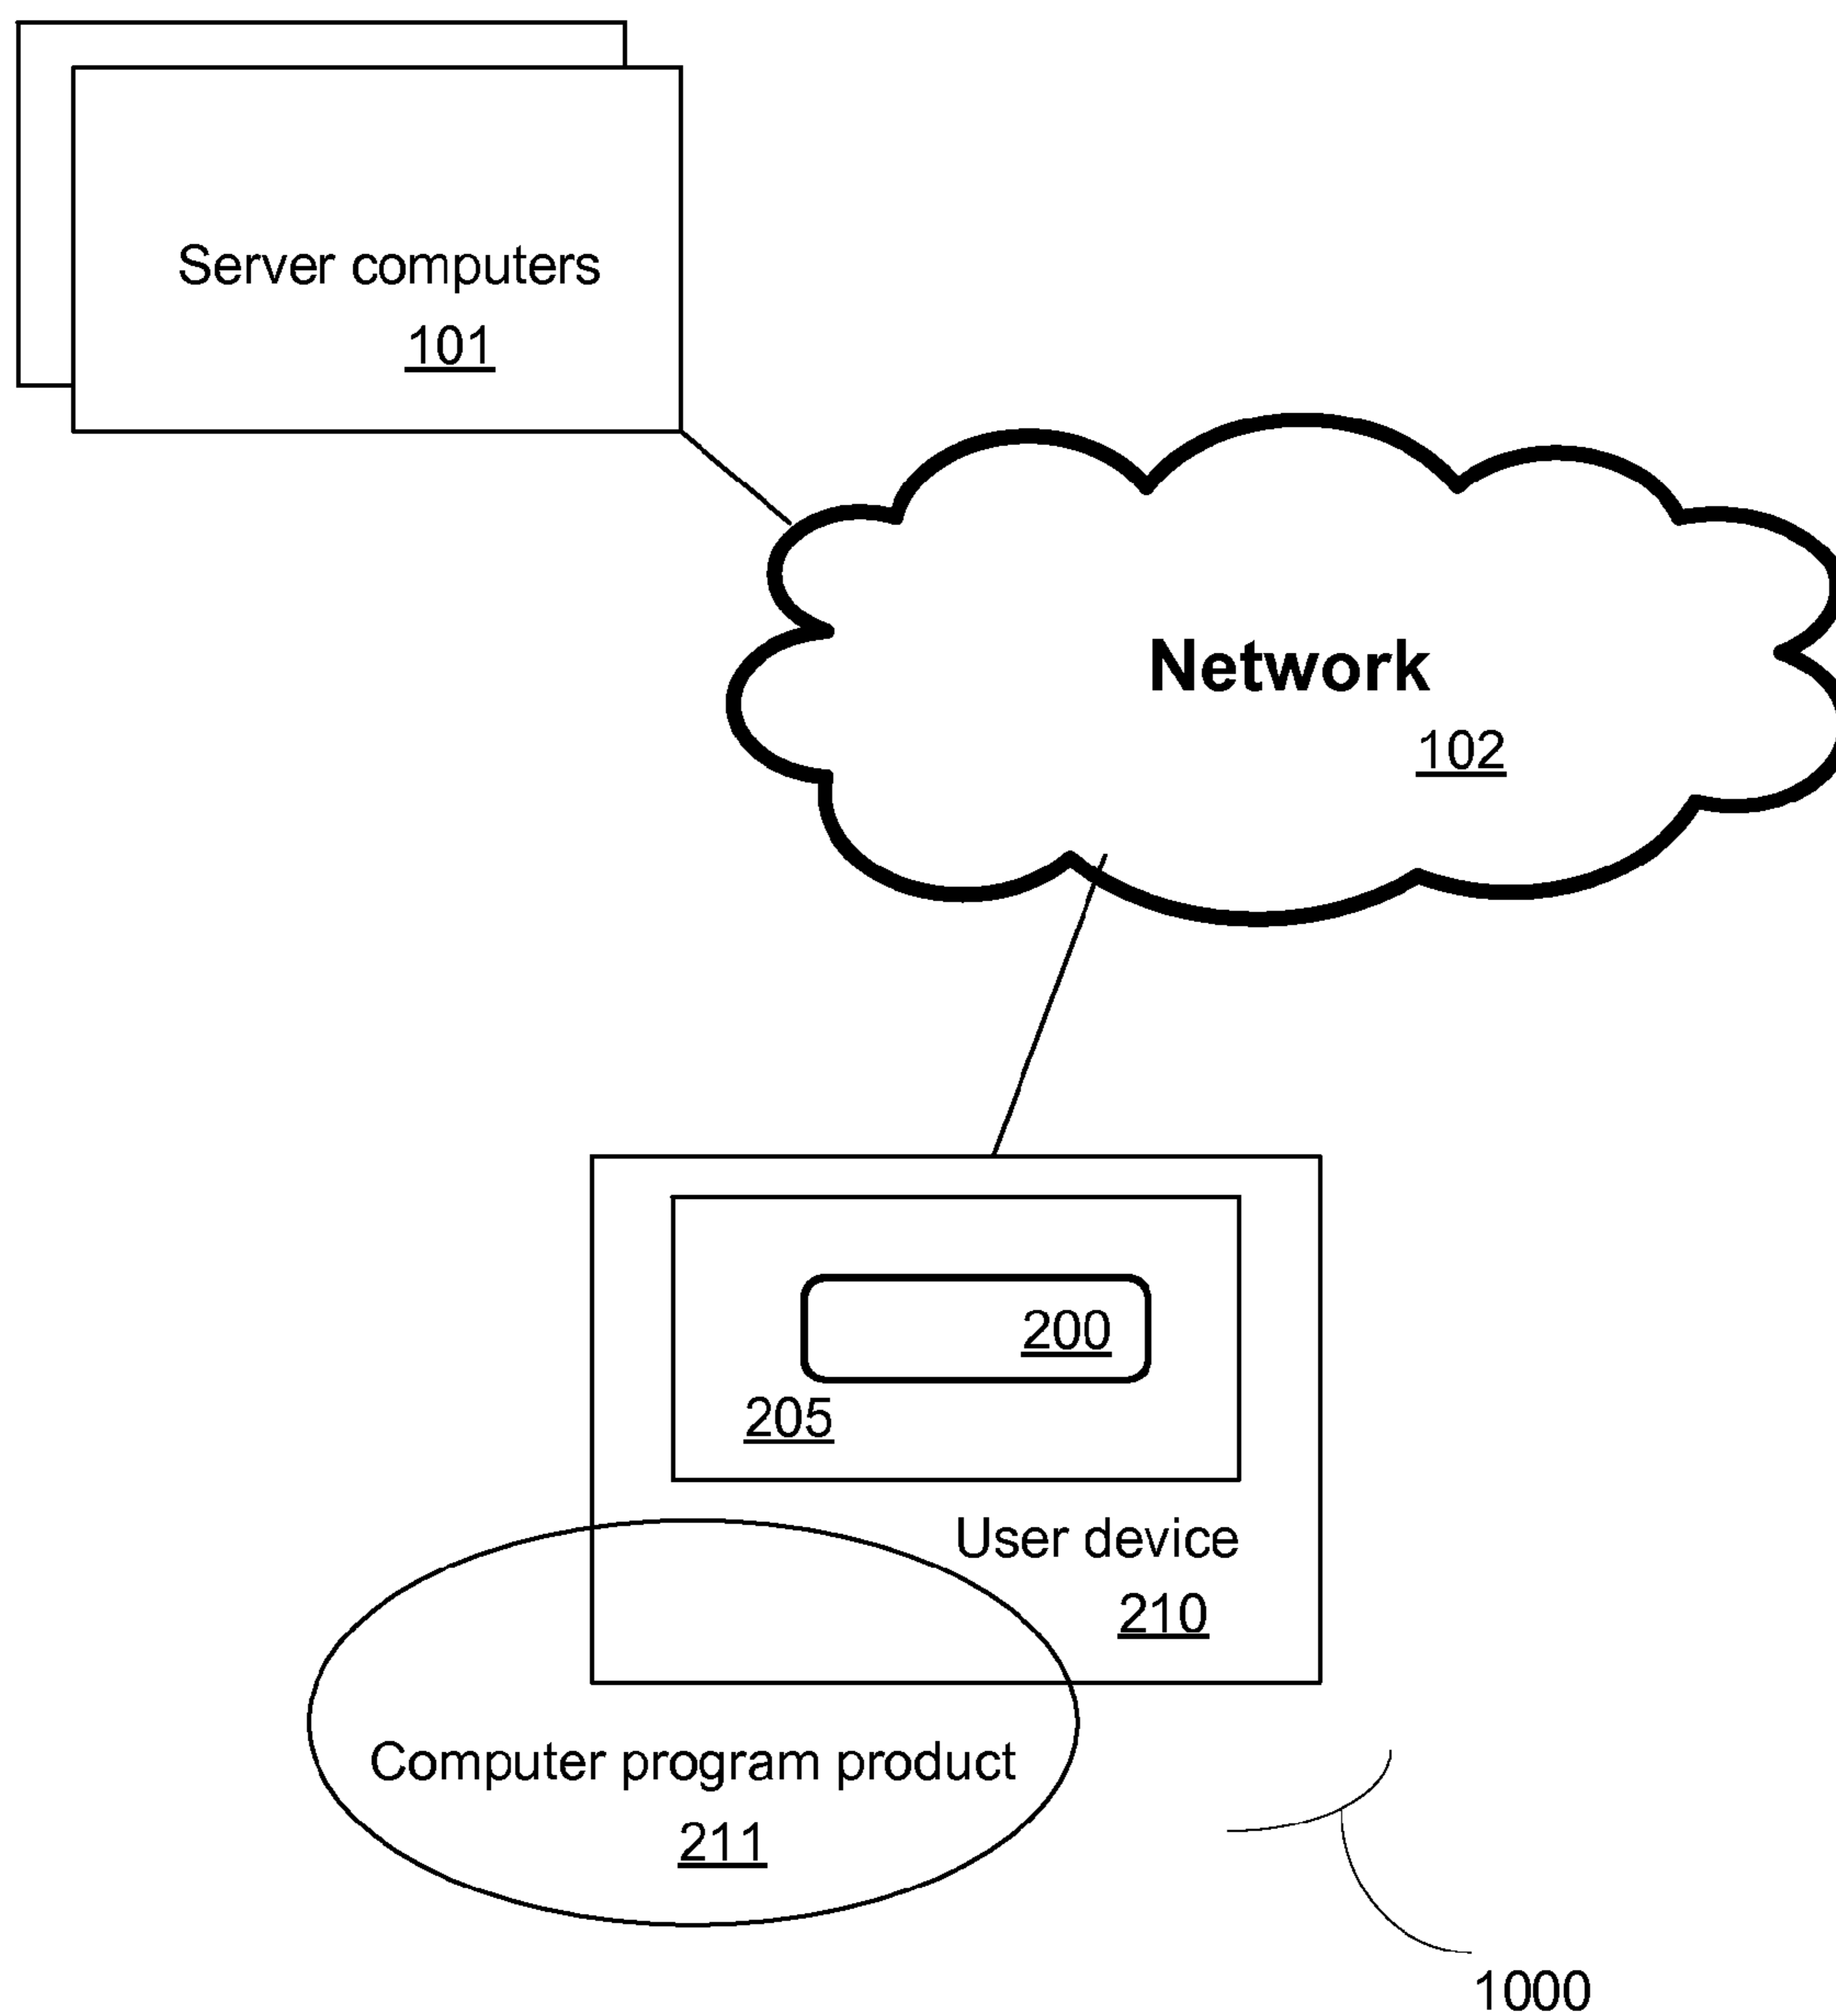 Server computers
101
Network
102
200
205
User device
210
Computer program product
211
1000